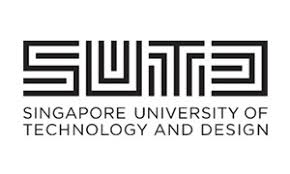 SUTD
SINGAPORE UNIVERSITY OF
TECHNOLOGY AND DESIGN